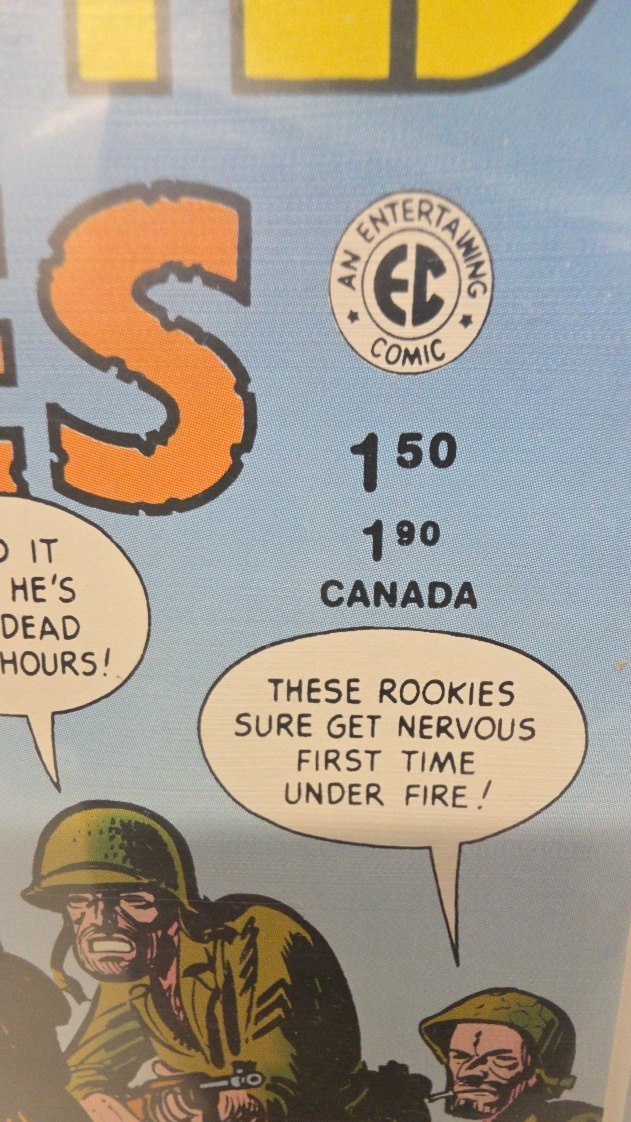 ES
AN ENTERTAINING
EC
COMIC
1 50
1 90
CANADA
IT
HE'S
DEAD
HOURS!
THESE ROOKIES
SURE GET NERVOUS
FIRST TIME
UNDER FIRE!